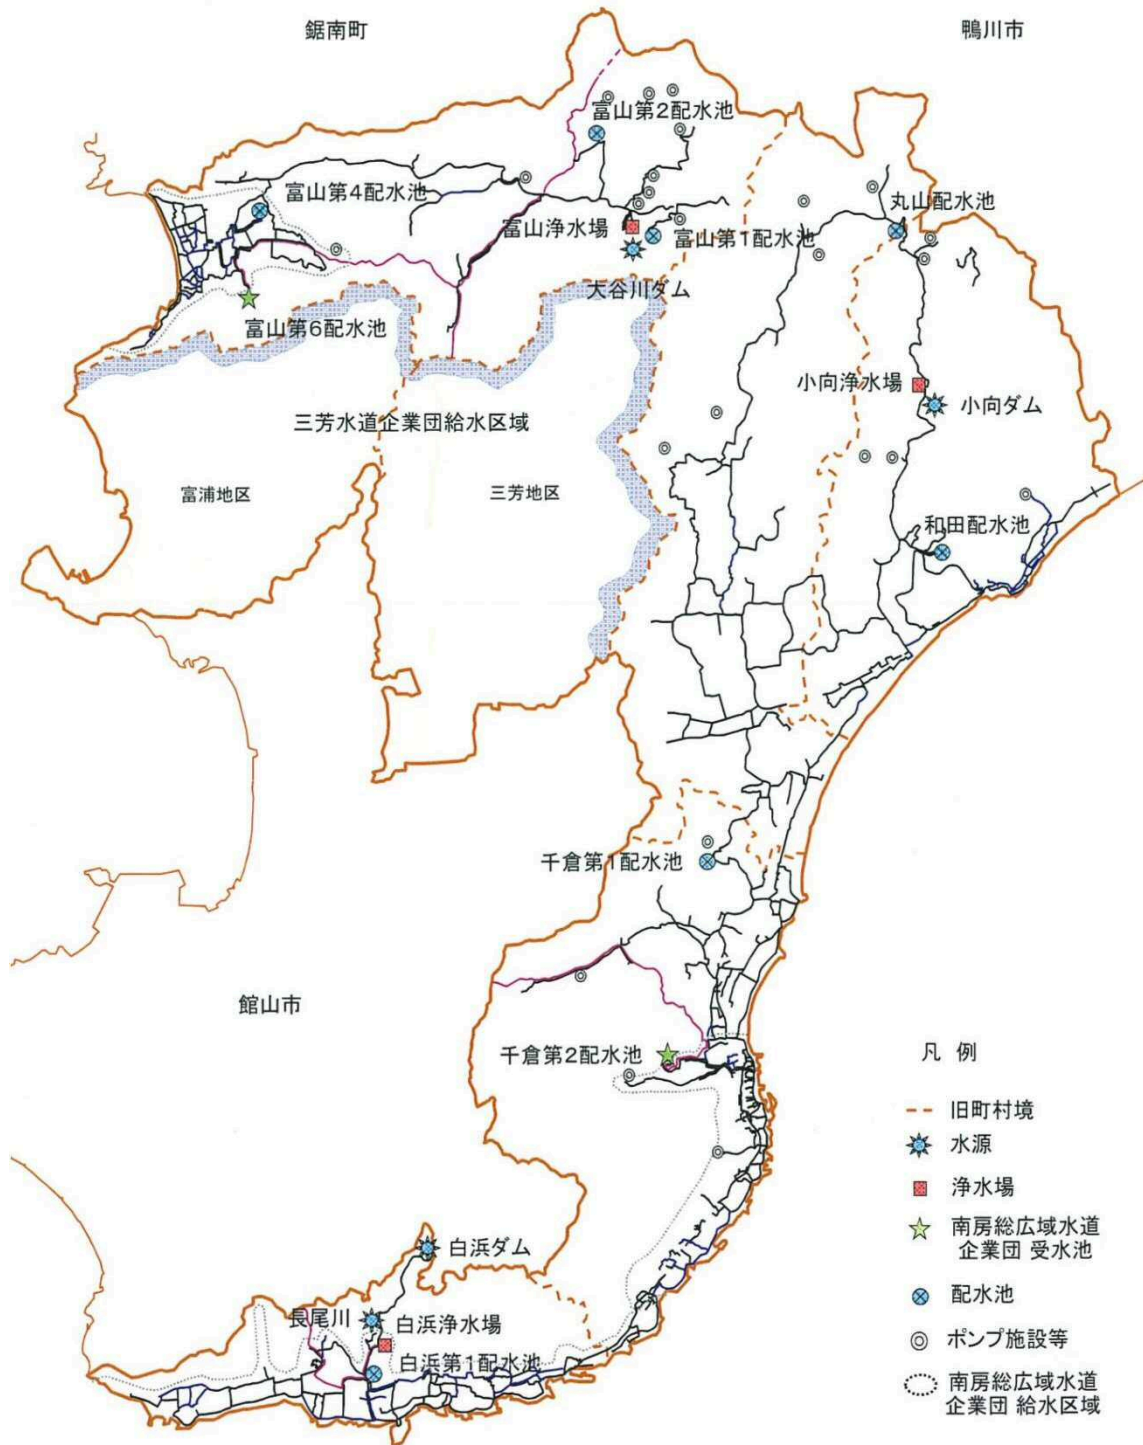 鋸南町
鴨川市
富山第2配水池
富山第4配水池
丸山配水池
富山浄水場
富山第1配水池
大谷川ダム
富山第6配水池
小向浄水場
小向ダム
三芳水道企業団給水区域
富浦地区
三芳地区
和田配水池
千倉第1配水池
館山市
千倉第2配水池
凡 例
旧町村境
水源
浄水場
南房総広域水道
企業団 受水池
配水池
ポンプ施設等
南房総広域水道
企業団 給水区域
白浜ダム
長尾川
白浜浄水場
白浜第1配水池